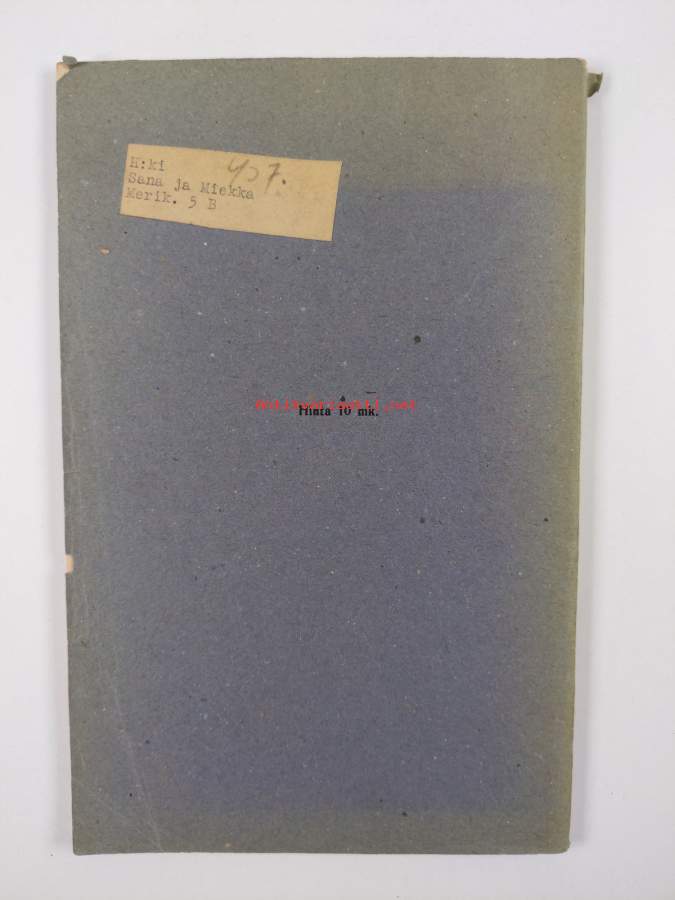 H:ki
Sana ja Miekka
Merik. 5 B
Hinta 10 mk.